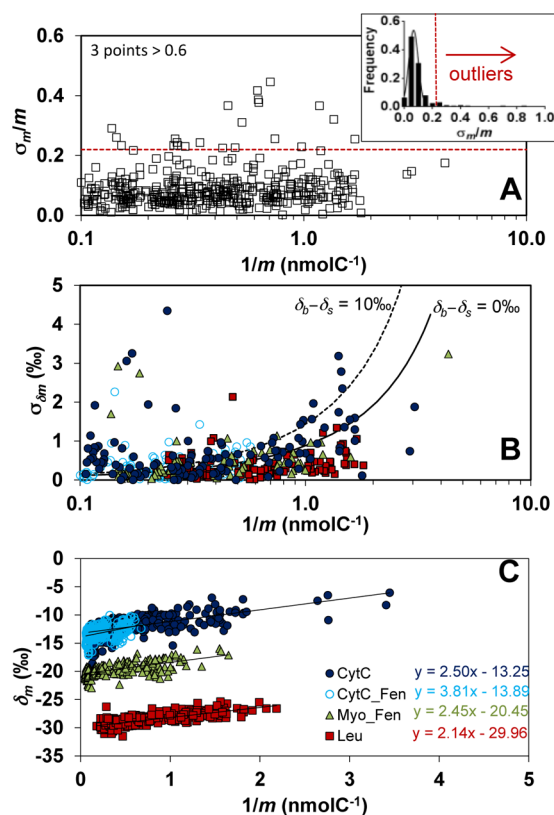 3 points > 0.6
0.6
0.4
0.2
0.0
σm/m
0.1
1.0
10.0
1/m (nmolC⁻¹)
A
Frequency
0.6
0.4
0.2
0.0
0.0 0.2 0.4 0.6 0.8 1.0
σm/m
outliers
B
5
4
3
2
1
0
σδm (‰)
δb−δs = 10‰
δb−δs = 0‰
0.1
1.0
10.0
1/m (nmolC⁻¹)
C
0
-5
-10
-15
-20
-25
-30
-35
δm (‰)
CytC y = 2.50x - 13.25
CytC_Fen y = 3.81x - 13.89
Myo_Fen y = 2.45x - 20.45
Leu y = 2.14x - 29.96
0 1 2 3 4 5
1/m (nmolC⁻¹)